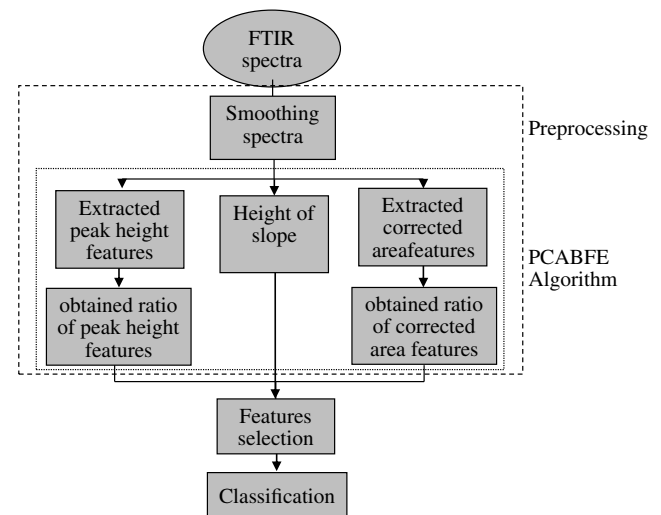 FTIR
spectra
Smoothing
spectra
Preprocessing
Extracted
peak height
features
Height of
slope
Extracted
corrected
areafeatures
PCABFE
Algorithm
obtained ratio
of peak height
features
obtained ratio
of corrected
area features
Features
selection
Classification